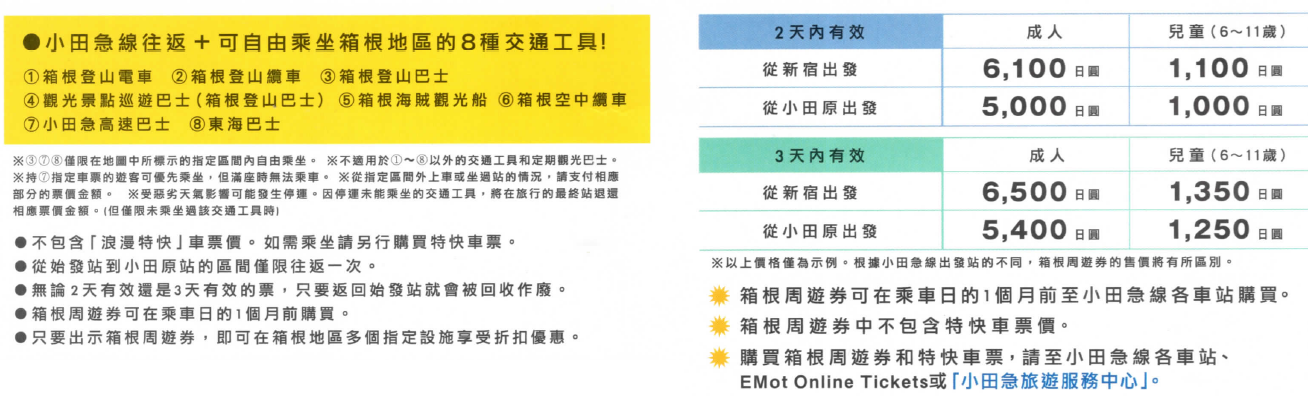 ●小田急線往返＋可自由乘坐箱根地區的8種交通工具!
①箱根登山電車 ②箱根登山纜車 ③箱根登山巴士
④觀光景點巡遊巴士(箱根登山巴士) ⑤箱根海賊觀光船 ⑥箱根空中纜車
⑦小田急高速巴士 ⑧東海巴士
※③⑦⑧僅限在地圖中所標示的指定區間內自由乘坐。 ※不適用於①～⑧以外的交通工具和定期觀光巴士。
※持⑦指定車票的遊客可優先乘坐，但滿座時無法乘車。 ※從指定區間外上車或坐過站的情況，請支付相應
部分的票價金額。 ※受惡劣天氣影響可能發生停運。因停運未能乘坐的交通工具，將在旅行的最終站退還
相應票價金額。(但僅限未乘坐過該交通工具時)
●不包含「浪漫特快」車票價。如需乘坐請另行購買特快車票。
●從始發站到小田原站的區間僅限往返一次。
●無論2天有效還是3天有效的票，只要返回始發站就會被回收作廢。
●箱根周遊券可在乘車日的1個月前購買。
●只要出示箱根周遊券，即可在箱根地區多個指定設施享受折扣優惠。
2天內有效 成人 兒童(6～11歲)
從新宿出發 6,100日圓 1,100日圓
從小田原出發 5,000日圓 1,000日圓
3天內有效 成人 兒童(6～11歲)
從新宿出發 6,500日圓 1,350日圓
從小田原出發 5,400日圓 1,250日圓
※以上價格僅為示例。根據小田急線出發站的不同，箱根周遊券的售價將有所區別。
箱根周遊券可在乘車日的1個月前至小田急線各車站購買。
箱根周遊券中不包含特快車票價。
購買箱根周遊券和特快車票，請至小田急線各車站、
EMot Online Tickets或「小田急旅遊服務中心」。